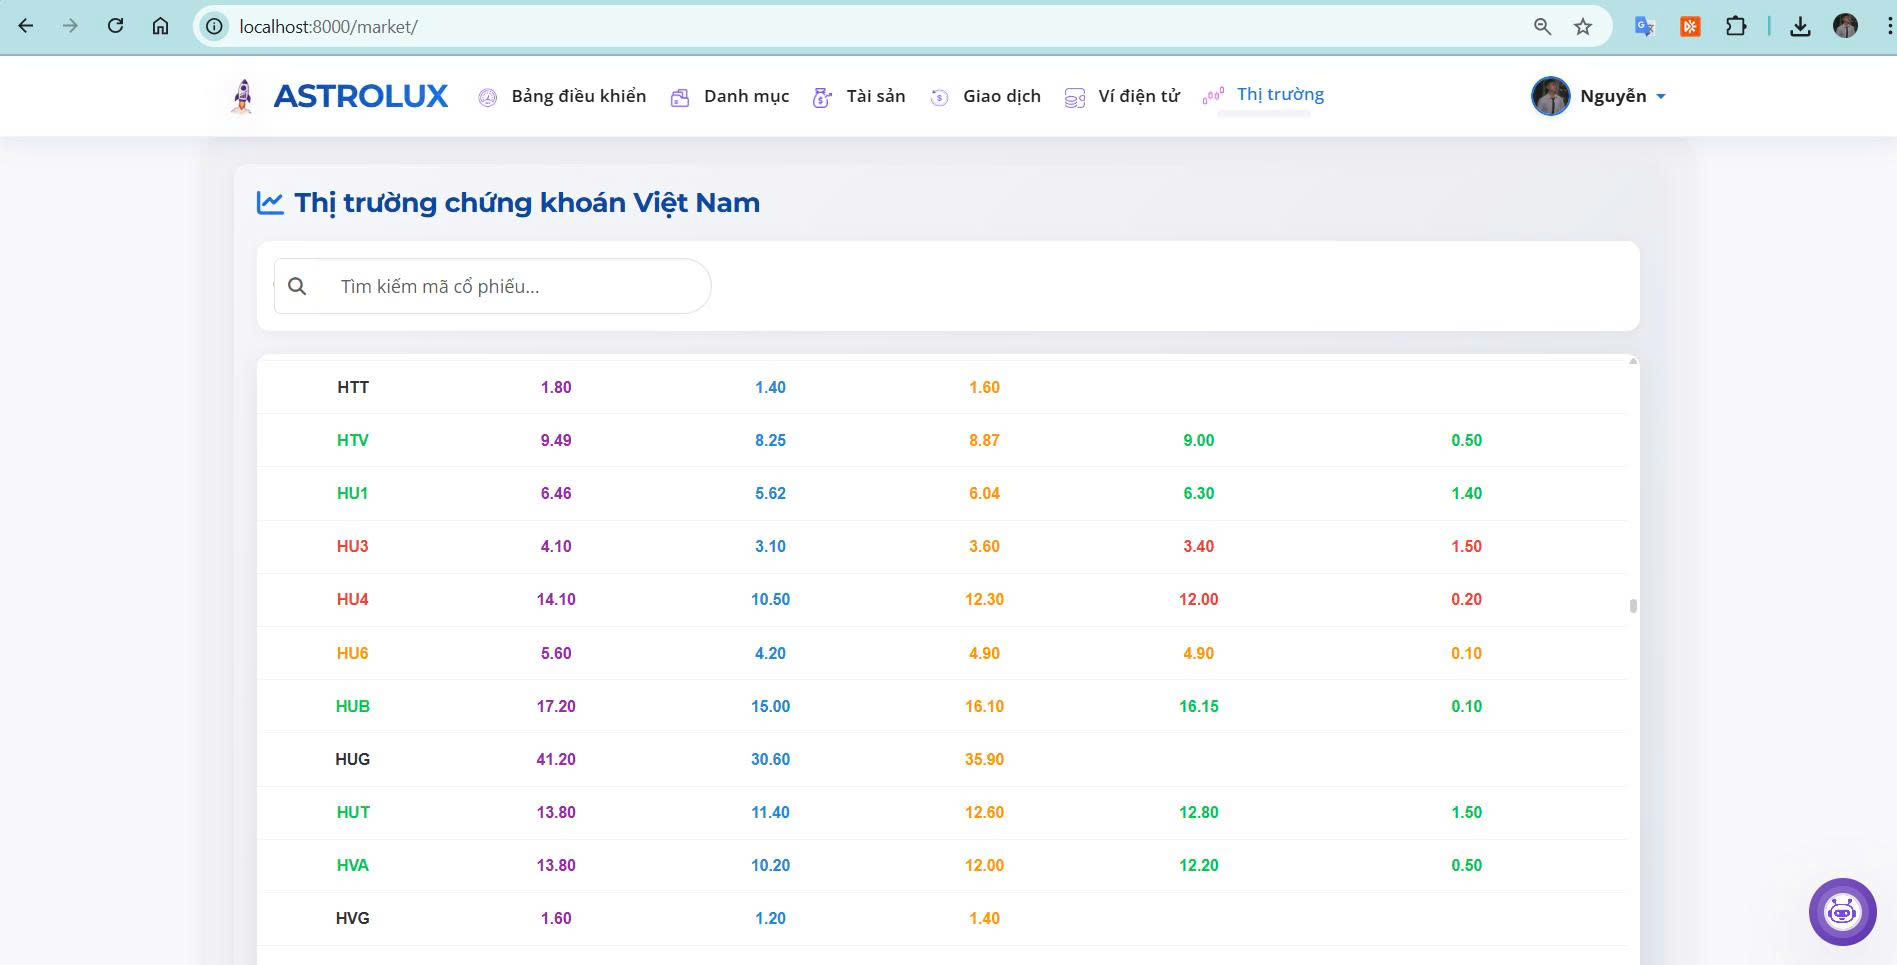 localhost:8000/market/
ASTROLUX Bảng điều khiển Danh mục Tài sản Giao dịch Ví điện tử Thị trường Nguyễn
Thị trường chứng khoán Việt Nam
Tìm kiếm mã cổ phiếu...
HTT 1.80 1.40 1.60
HTV 9.49 8.25 8.87 9.00 0.50
HU1 6.46 5.62 6.04 6.30 1.40
HU3 4.10 3.10 3.60 3.40 1.50
HU4 14.10 10.50 12.30 12.00 0.20
HU6 5.60 4.20 4.90 4.90 0.10
HUB 17.20 15.00 16.10 16.15 0.10
HUG 41.20 30.60 35.90
HUT 13.80 11.40 12.60 12.80 1.50
HVA 13.80 10.20 12.00 12.20 0.50
HVG 1.60 1.20 1.40